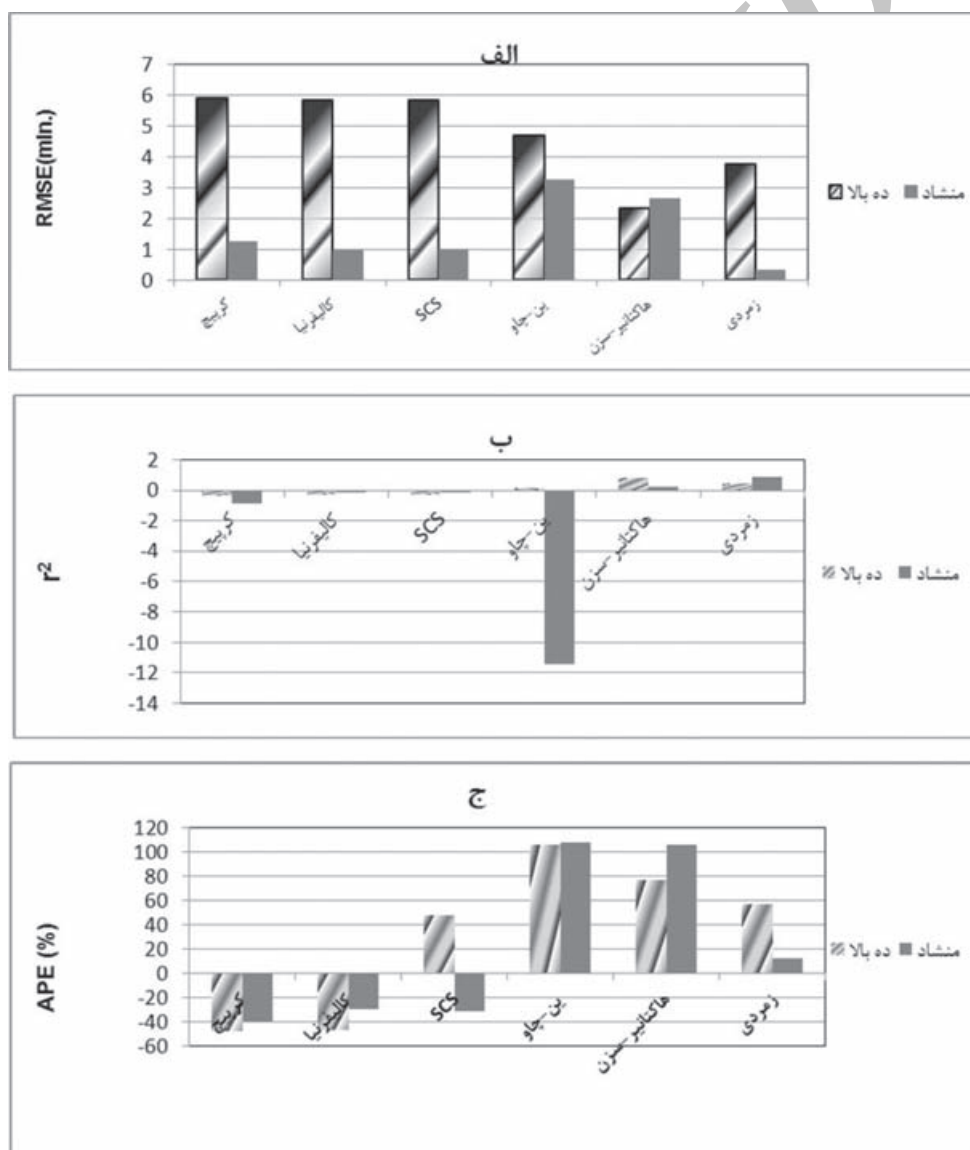 الف
RMSE(min.)
7
6
5
4
3
2
1
0
کرپیچ
کالیفرنیا
SCS
ین-چاو
هاکتانیر-سزن
زمردی
ده بالا
منشاد
ب
r²
2
0
-2
-4
-6
-8
-10
-12
-14
کرپیچ
کالیفرنیا
SCS
ین-چاو
هاکتانیر-سزن
زمردی
ده بالا
منشاد
ج
APE (%)
120
100
80
60
40
20
0
-20
-40
-60
کرپیچ
کالیفرنیا
SCS
ین-چاو
هاکتانیر-سزن
زمردی
ده بالا
منشاد